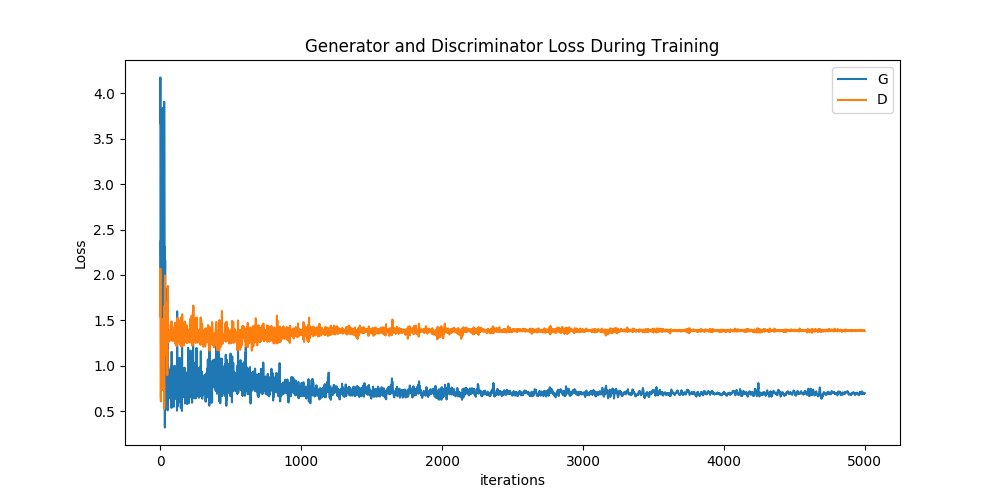 Generator and Discriminator Loss During Training
G
D
4.0
3.5
3.0
2.5
2.0
1.5
1.0
0.5
Loss
0 1000 2000 3000 4000 5000
iterations